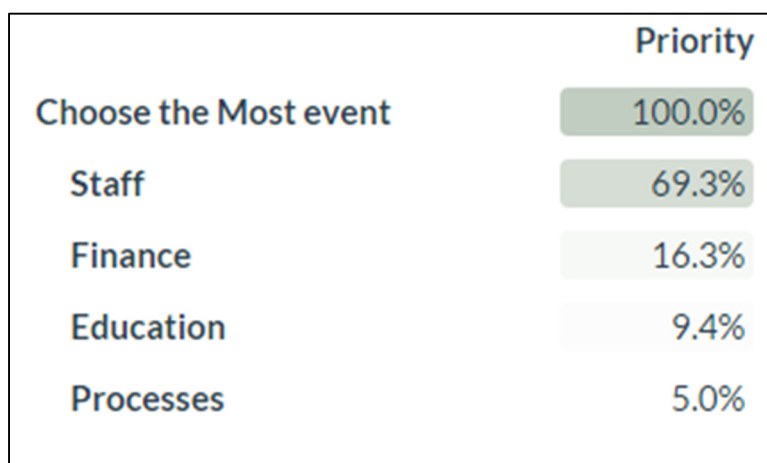 Priority
Choose the Most event 100.0%
Staff 69.3%
Finance 16.3%
Education 9.4%
Processes 5.0%